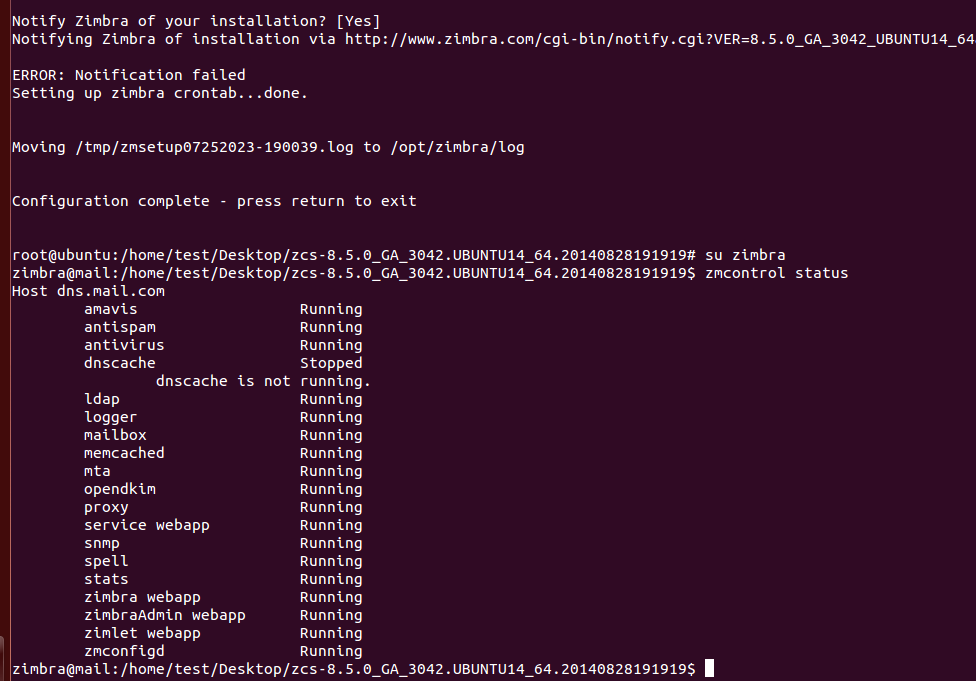 Notify Zimbra of your installation? [Yes]
Notifying Zimbra of installation via http://www.zimbra.com/cgi-bin/notify.cgi?VER=8.5.0_GA_3042_UBUNTU14_64
ERROR: Notification failed
Setting up zimbra crontab...done.
Moving /tmp/zmsetup07252023-190039.log to /opt/zimbra/log
Configuration complete - press return to exit
root@ubuntu:/home/test/Desktop/zcs-8.5.0_GA_3042.UBUNTU14_64.20140828191919# su zimbra
zimbra@mail:/home/test/Desktop/zcs-8.5.0_GA_3042.UBUNTU14_64.20140828191919$ zmcontrol status
Host dns.mail.com
amavis Running
antispam Running
antivirus Running
dnscache Stopped
dnscache is not running.
ldap Running
logger Running
mailbox Running
memcached Running
mta Running
opendkim Running
proxy Running
service webapp Running
snmp Running
spell Running
stats Running
zimbra webapp Running
zimbraAdmin webapp Running
zimlet webapp Running
zmconfigd Running
zimbra@mail:/home/test/Desktop/zcs-8.5.0_GA_3042.UBUNTU14_64.20140828191919$